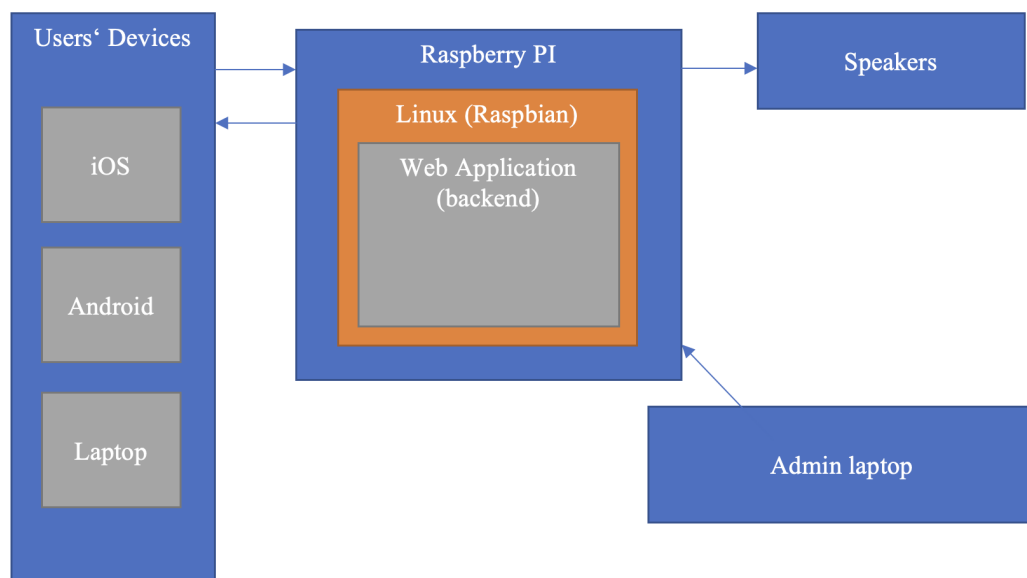 Users‘ Devices
iOS
Android
Laptop
Raspberry PI
Linux (Raspbian)
Web Application
(backend)
Speakers
Admin laptop